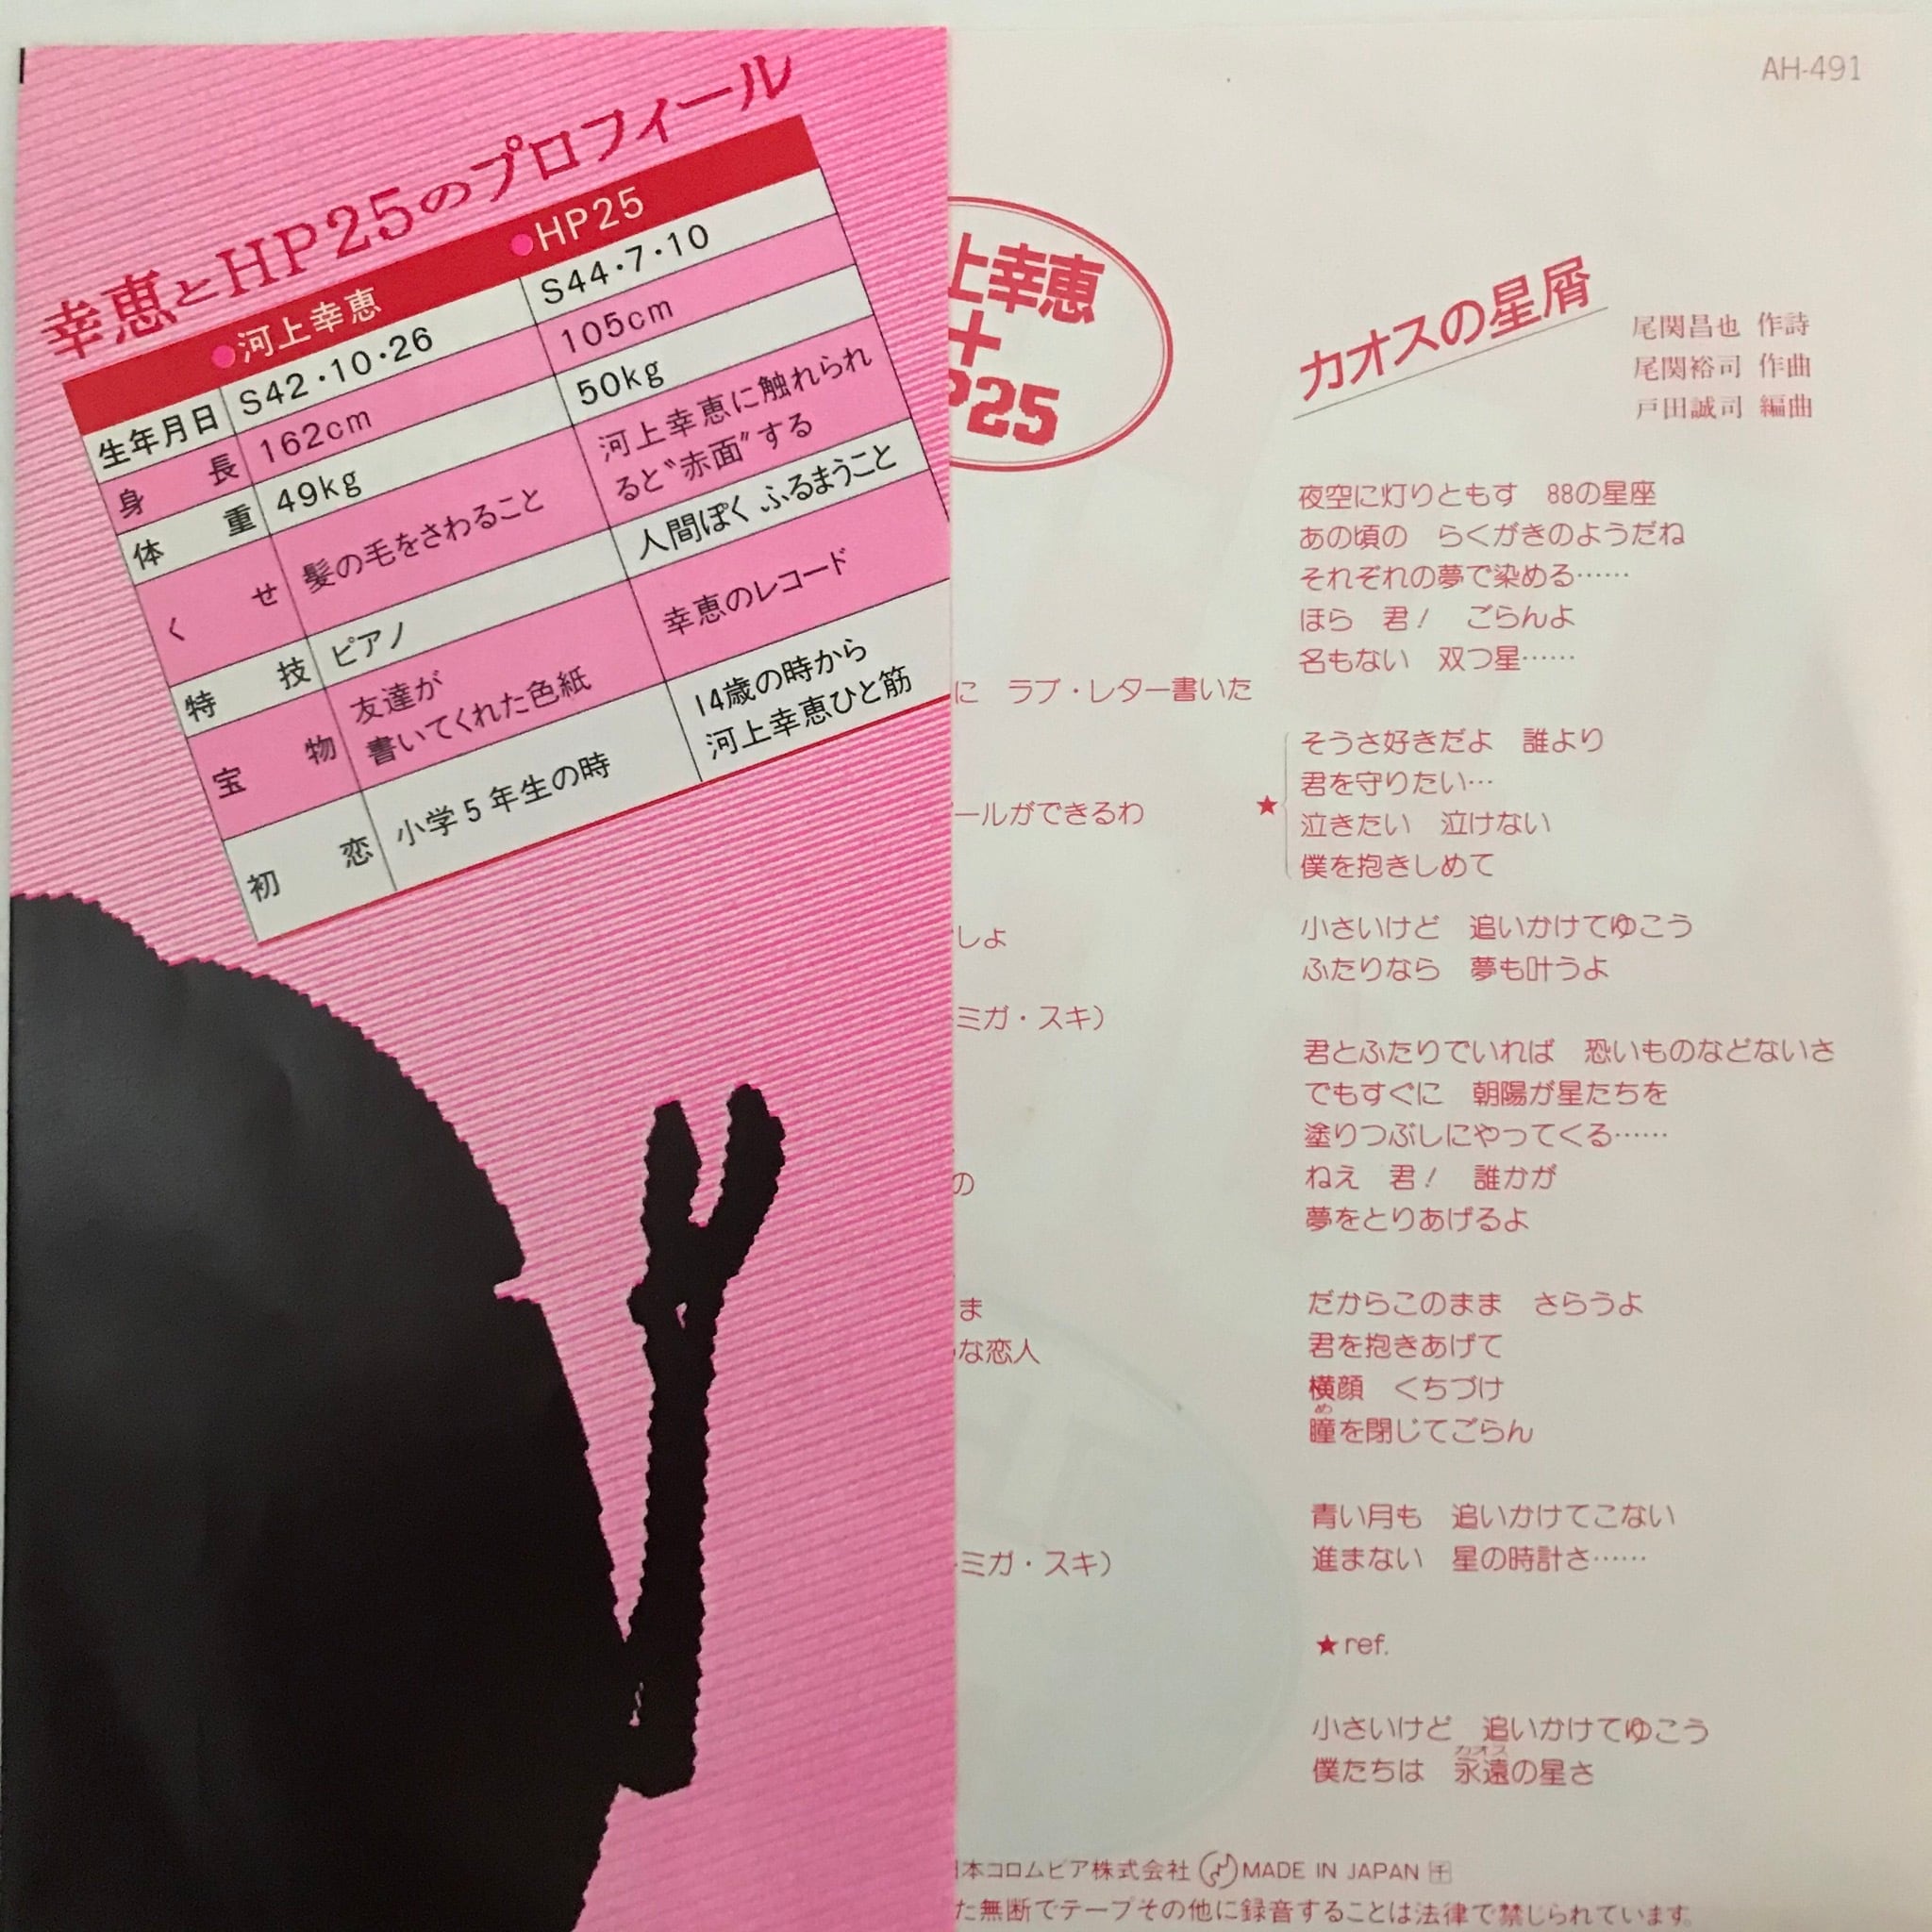 幸恵とHP25のプロフィール
●河上幸恵 ●HP25
生年月日 S42・10・26 S44・7・10
身長 162cm 105cm
体重 49kg 50kg
くせ 髪の毛をさわること 河上幸恵に触れられ
ると“赤面”する
特技 ピアノ 人間ぽく ふるまうこと
宝物 友達が
書いてくれた色紙 幸恵のレコード
初恋 小学5年生の時 14歳の時から
河上幸恵ひと筋
上幸恵
+
P25
に ラブ・レター書いた
ールができるわ
しよ
ミガ・スキ)
の
ま
な恋人
ミガ・スキ)
AH-491
カオスの星屑
尾関昌也 作詩
尾関裕司 作曲
戸田誠司 編曲
夜空に灯りともす 88の星座
あの頃の らくがきのようだね
それぞれの夢で染める……
ほら 君! ごらんよ
名もない 双つ星……
そうさ好きだよ 誰より
君を守りたい…
★ 泣きたい 泣けない
僕を抱きしめて
小さいけど 追いかけてゆこう
ふたりなら 夢も叶うよ
君とふたりでいれば 恐いものなどないさ
でもすぐに 朝陽が星たちを
塗りつぶしにやってくる……
ねえ 君! 誰かが
夢をとりあげるよ
だからこのまま さらうよ
君を抱きあげて
横顔 くちづけ
め
瞳を閉じてごらん
青い月も 追いかけてこない
進まない 星の時計さ……
★ref.
小さいけど 追いかけてゆこう
カオス
僕たちは 永遠の星さ
本コロムビア株式会社 MADE IN JAPAN 〒
た無断でテープその他に録音することは法律で禁じられています。